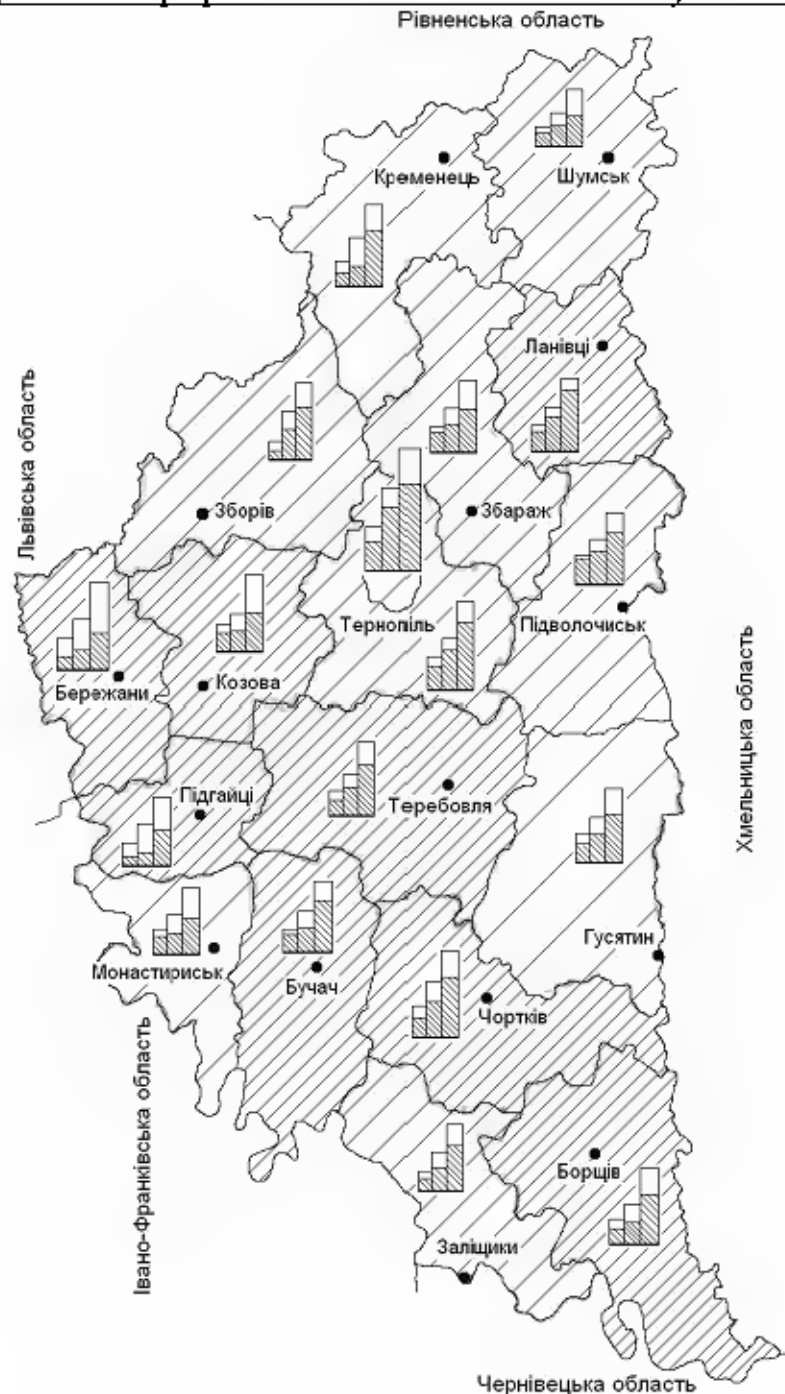 Рівненська область
Кременець
Шумськ
Ланівці
Львівська область
Зборів
Збараж
Тернопіль
Підволочиськ
Бережани
Козова
Хмельницька область
Підгайці
Теребовля
Гусятин
Монастириськ
Бучач
Чортків
Івано-Франківська область
Борщів
Заліщики
Чернівецька область